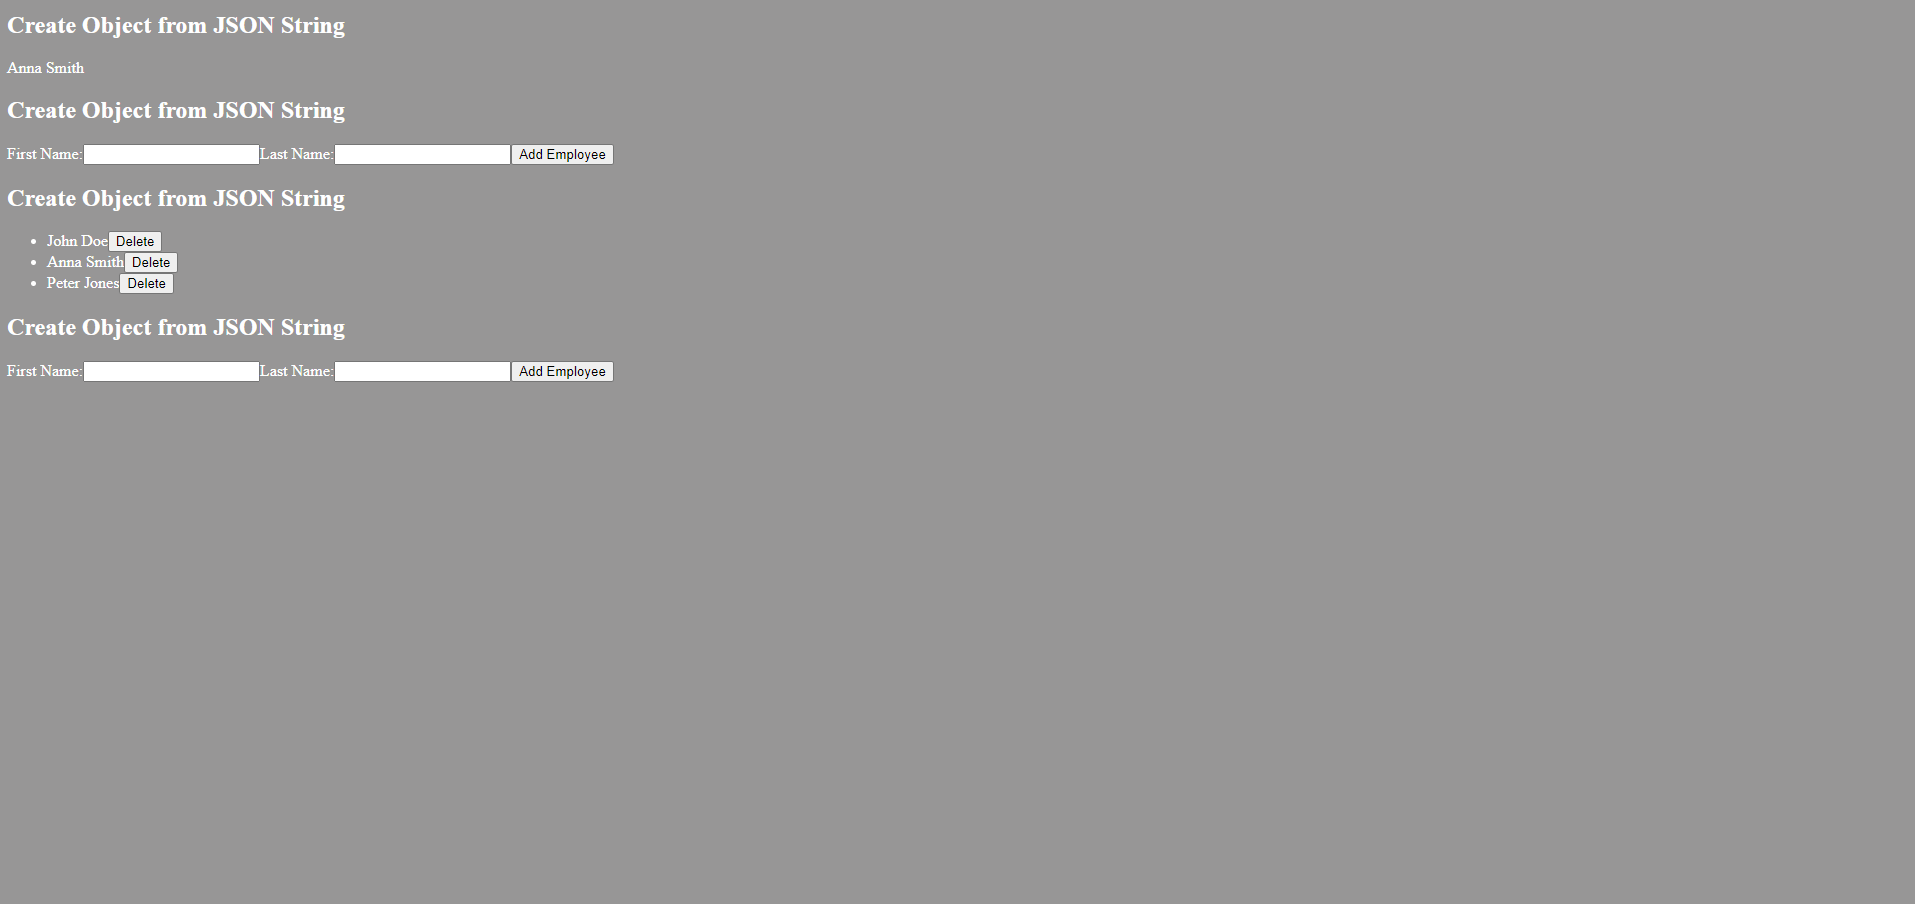 Create Object from JSON String
Anna Smith
Create Object from JSON String
First Name: Last Name: Add Employee
Create Object from JSON String
John Doe Delete
Anna Smith Delete
Peter Jones Delete
Create Object from JSON String
First Name: Last Name: Add Employee